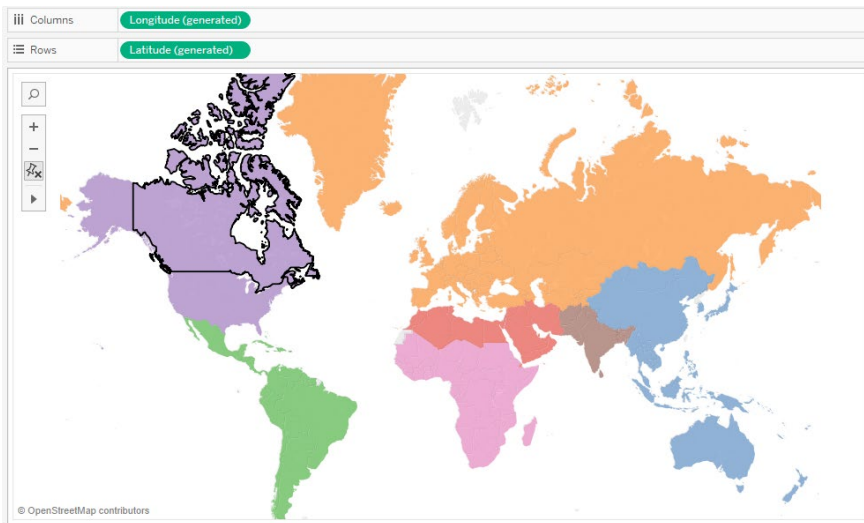 Columns
Longitude (generated)
Rows
Latitude (generated)
© OpenStreetMap contributors